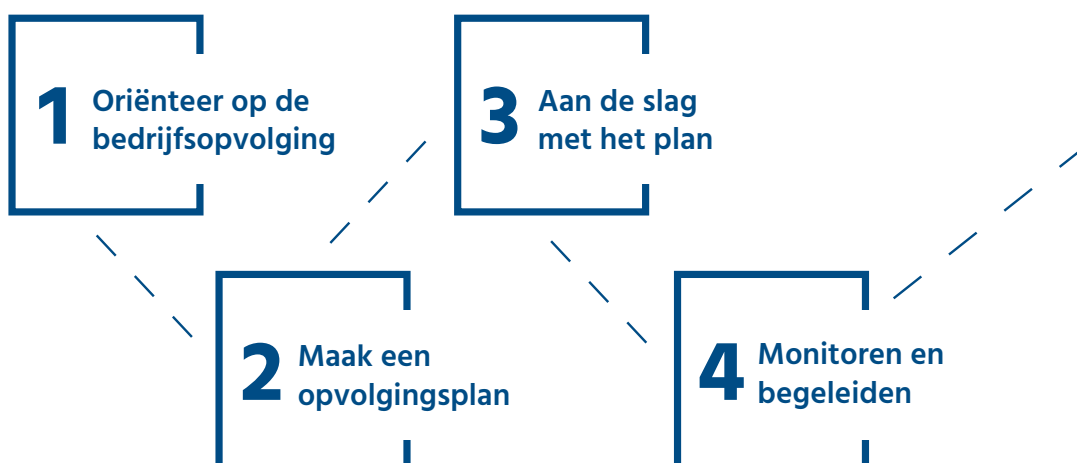 1 Oriënteer op de
bedrijfsopvolging
2 Maak een
opvolgingsplan
3 Aan de slag
met het plan
4 Monitoren en
begeleiden